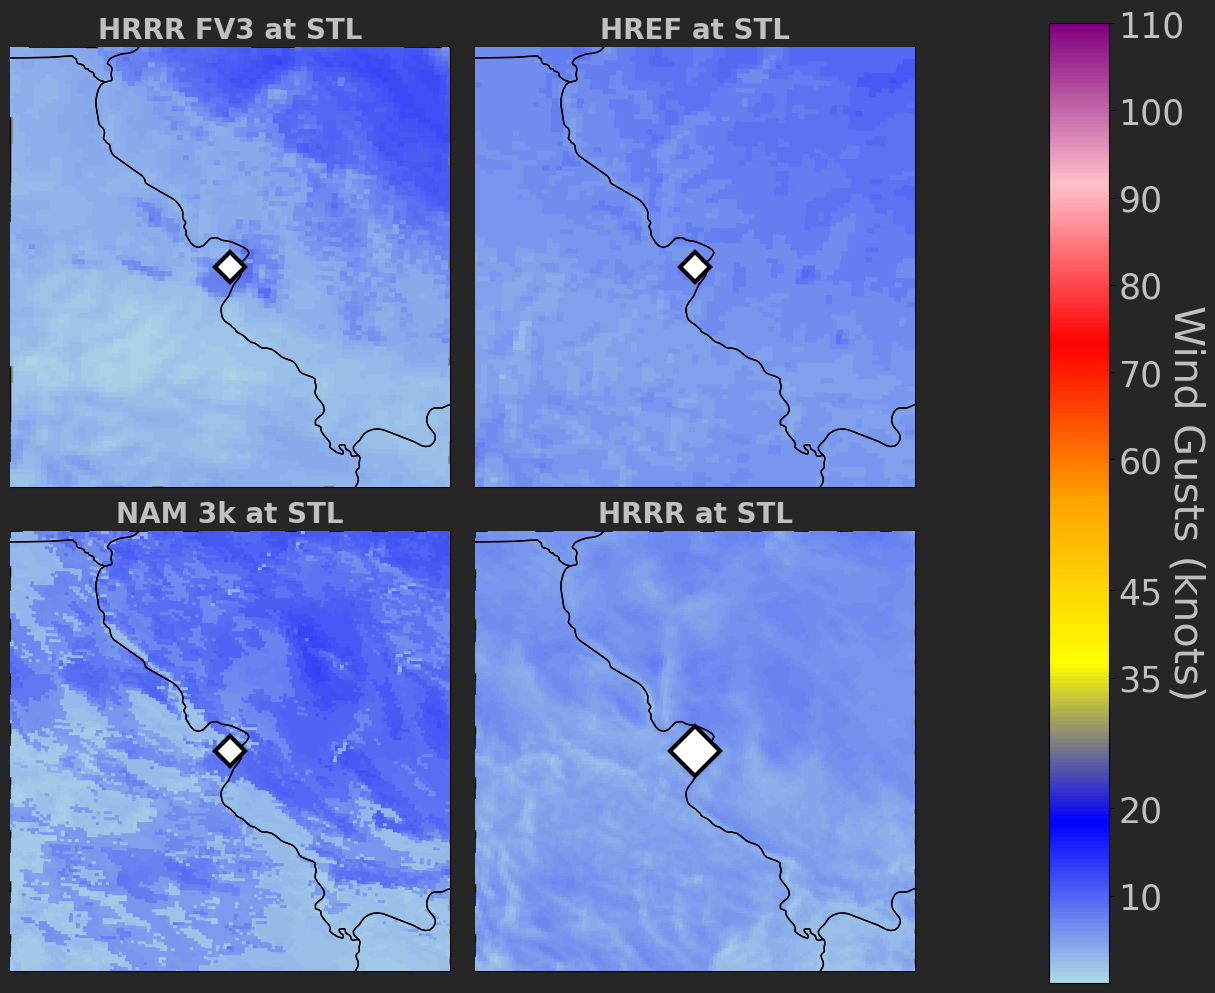 HRRR FV3 at STL
HREF at STL
NAM 3k at STL
HRRR at STL
110
100
90
80
70
60
45
35
20
10
Wind Gusts (knots)